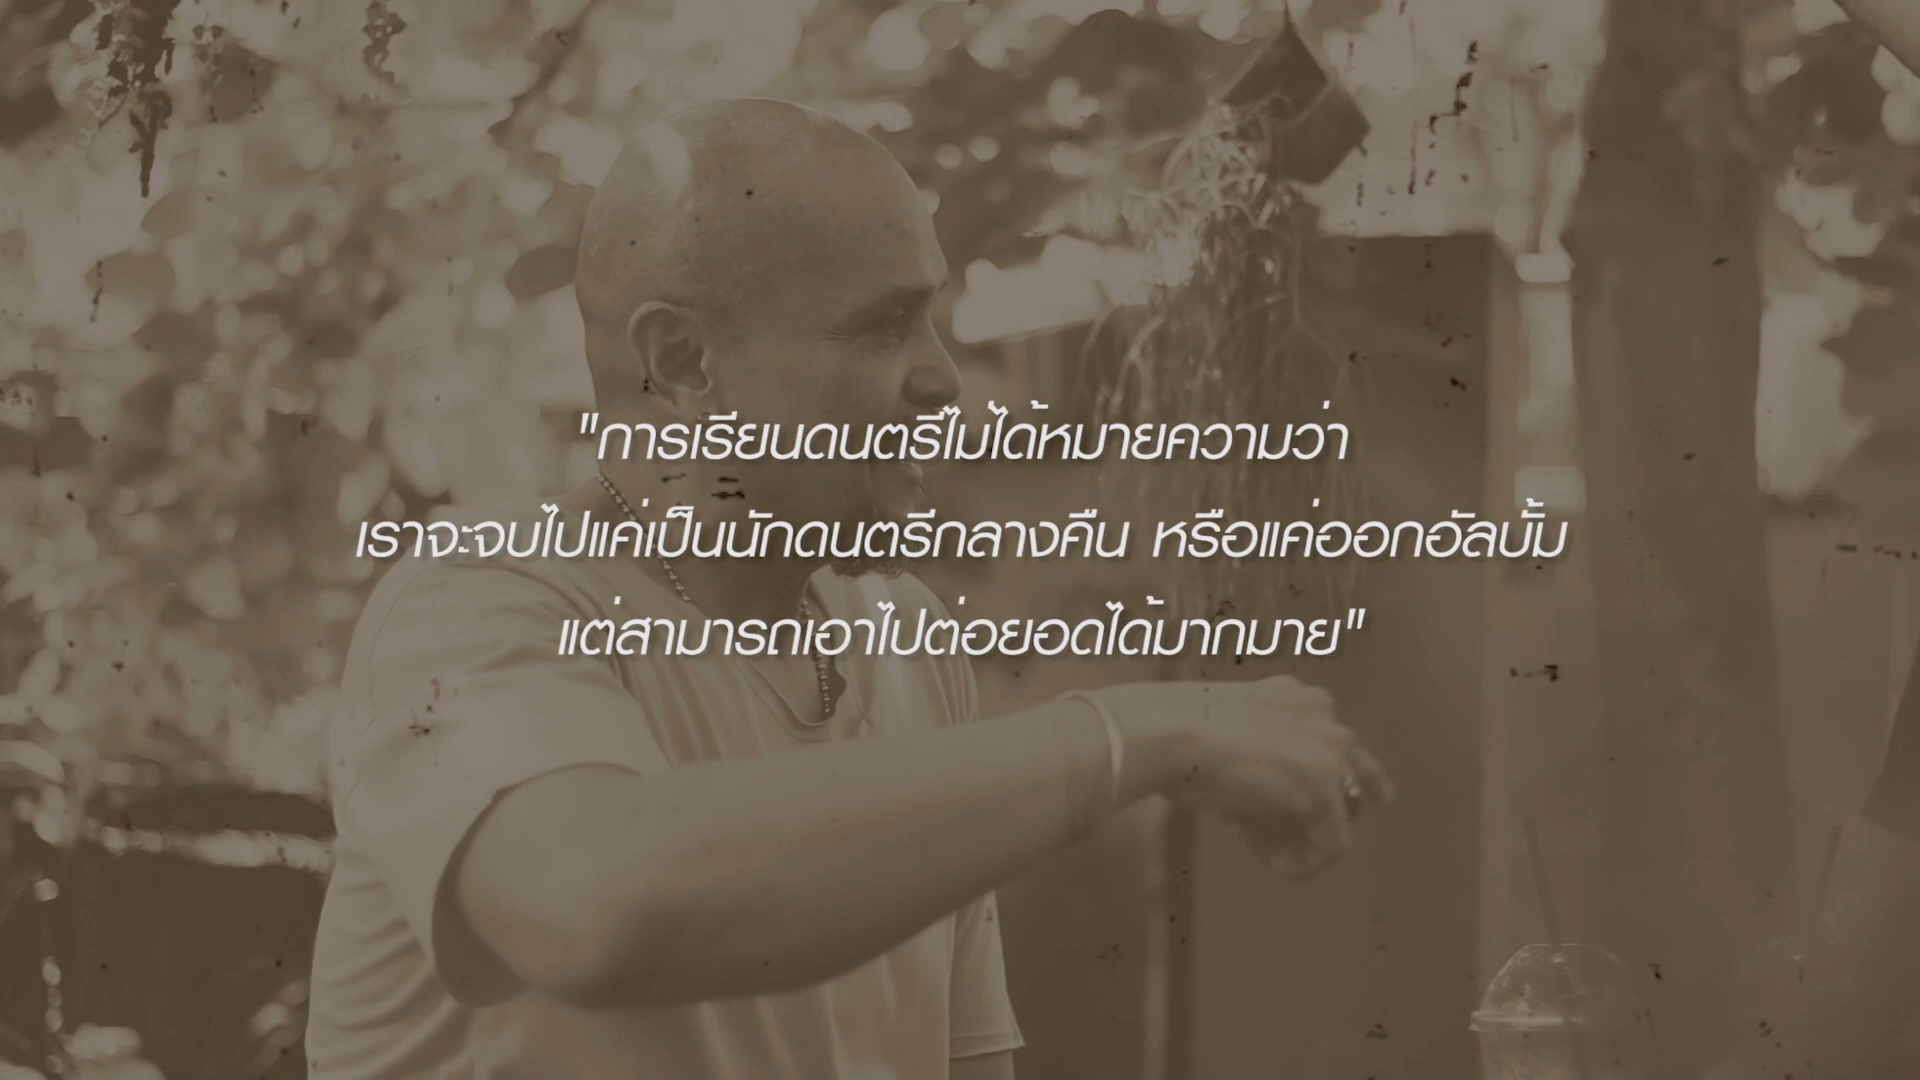 "การเรียนดนตรีไม่ได้หมายความว่า
เราจะจบไปแค่เป็นนักดนตรีกลางคืน หรือแค่ออกอัลบั้ม
แต่สามารถเอาไปต่อยอดได้มากมาย"